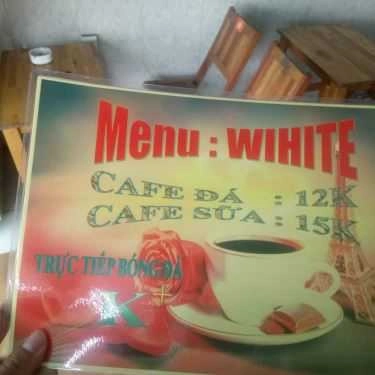 Menu : WIHITE
CAFE ĐÁ : 12K
CAFE SỮA : 15K
TRỰC TIẾP BÓNG ĐÁ
K+